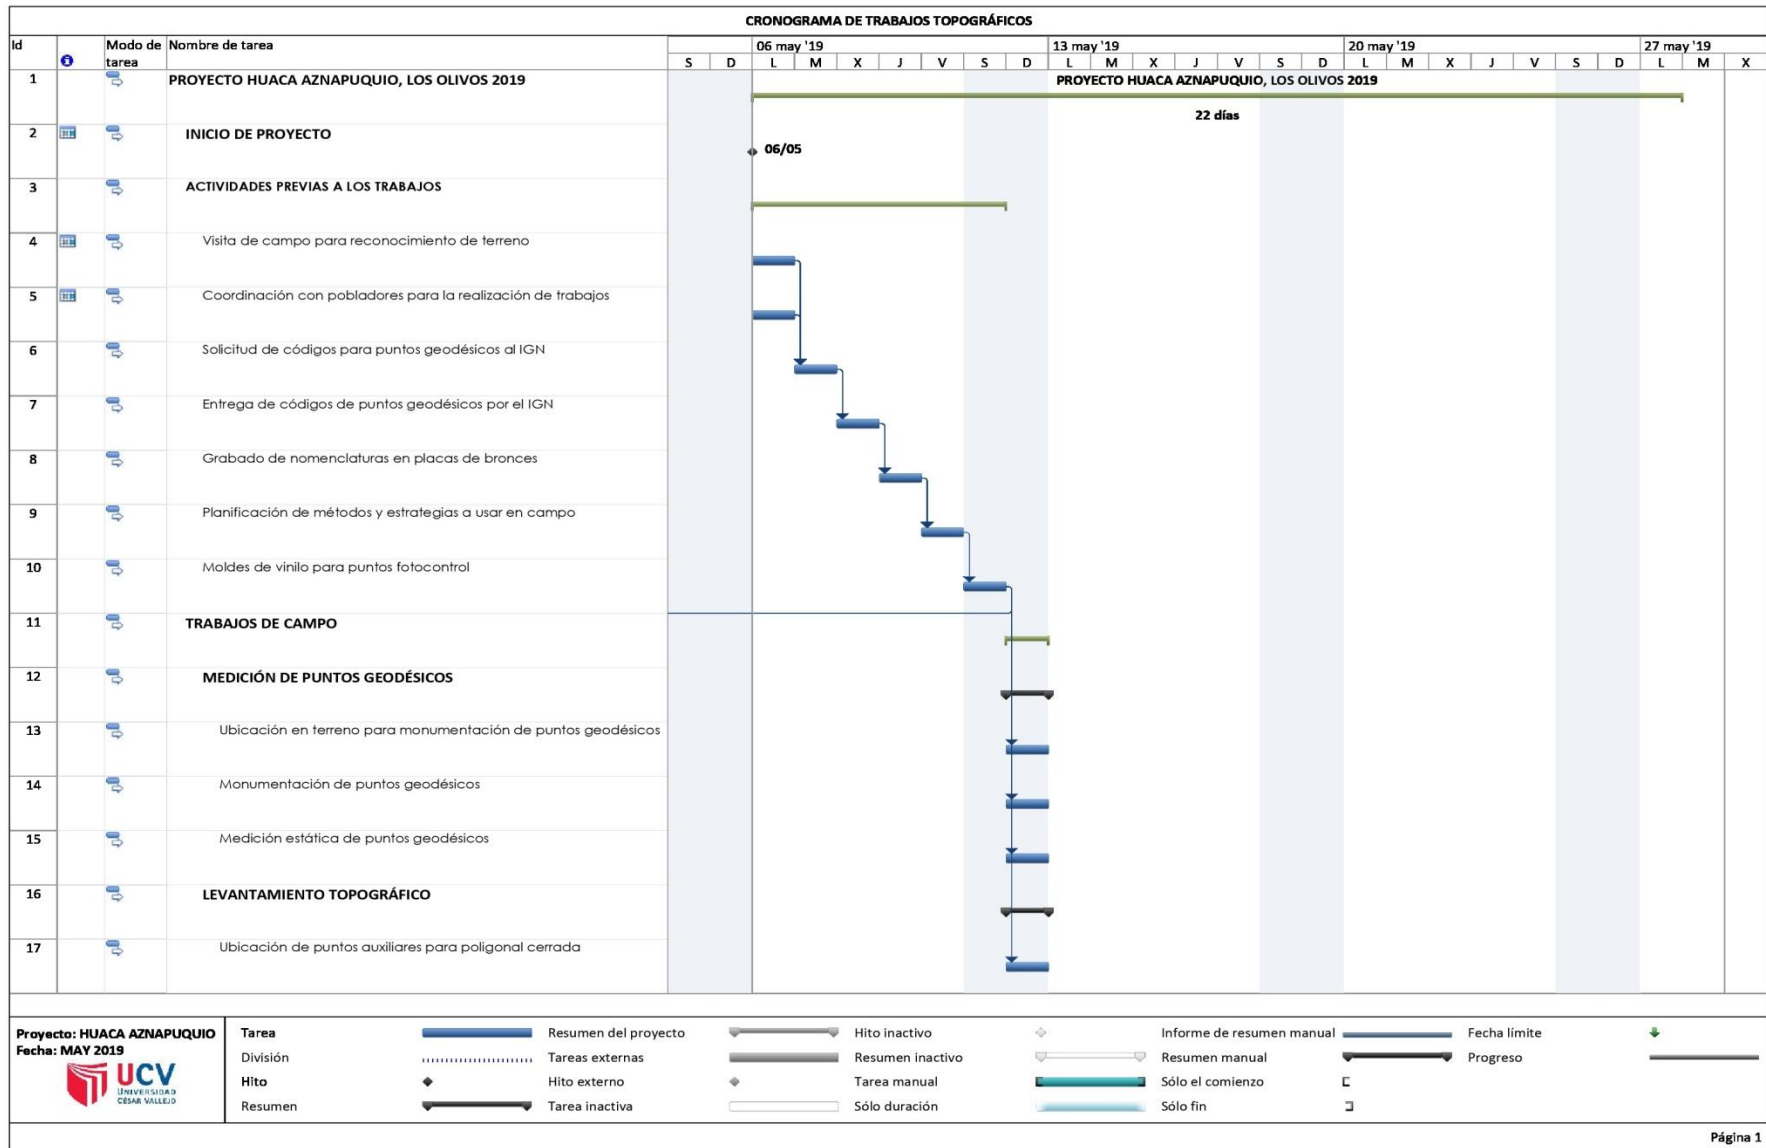 CRONOGRAMA DE TRABAJOS TOPOGRÁFICOS
Id Modo de tarea Nombre de tarea 06 may '19 13 may '19 20 may '19 27 may '19
S D L M X J V S D L M X J V S D L M X J V S D L M X
1 PROYECTO HUACA AZNAPUQUIO, LOS OLIVOS 2019 PROYECTO HUACA AZNAPUQUIO, LOS OLIVOS 2019
22 días
2 INICIO DE PROYECTO
06/05
3 ACTIVIDADES PREVIAS A LOS TRABAJOS
4 Visita de campo para reconocimiento de terreno
5 Coordinación con pobladores para la realización de trabajos
6 Solicitud de códigos para puntos geodésicos al IGN
7 Entrega de códigos de puntos geodésicos por el IGN
8 Grabado de nomenclaturas en placas de bronces
9 Planificación de métodos y estrategias a usar en campo
10 Moldes de vinilo para puntos fotocontrol
11 TRABAJOS DE CAMPO
12 MEDICIÓN DE PUNTOS GEODÉSICOS
13 Ubicación en terreno para monumentación de puntos geodésicos
14 Monumentación de puntos geodésicos
15 Medición estática de puntos geodésicos
16 LEVANTAMIENTO TOPOGRÁFICO
17 Ubicación de puntos auxiliares para poligonal cerrada
Proyecto: HUACA AZNAPUQUIO
Fecha: MAY 2019
UCV
UNIVERSIDAD
CÉSAR VALLEJO
Tarea Resumen del proyecto Hito inactivo Informe de resumen manual Fecha límite
División Tareas externas Resumen inactivo Resumen manual Progreso
Hito Hito externo Tarea manual Sólo el comienzo
Resumen Tarea inactiva Sólo duración Sólo fin
Página 1